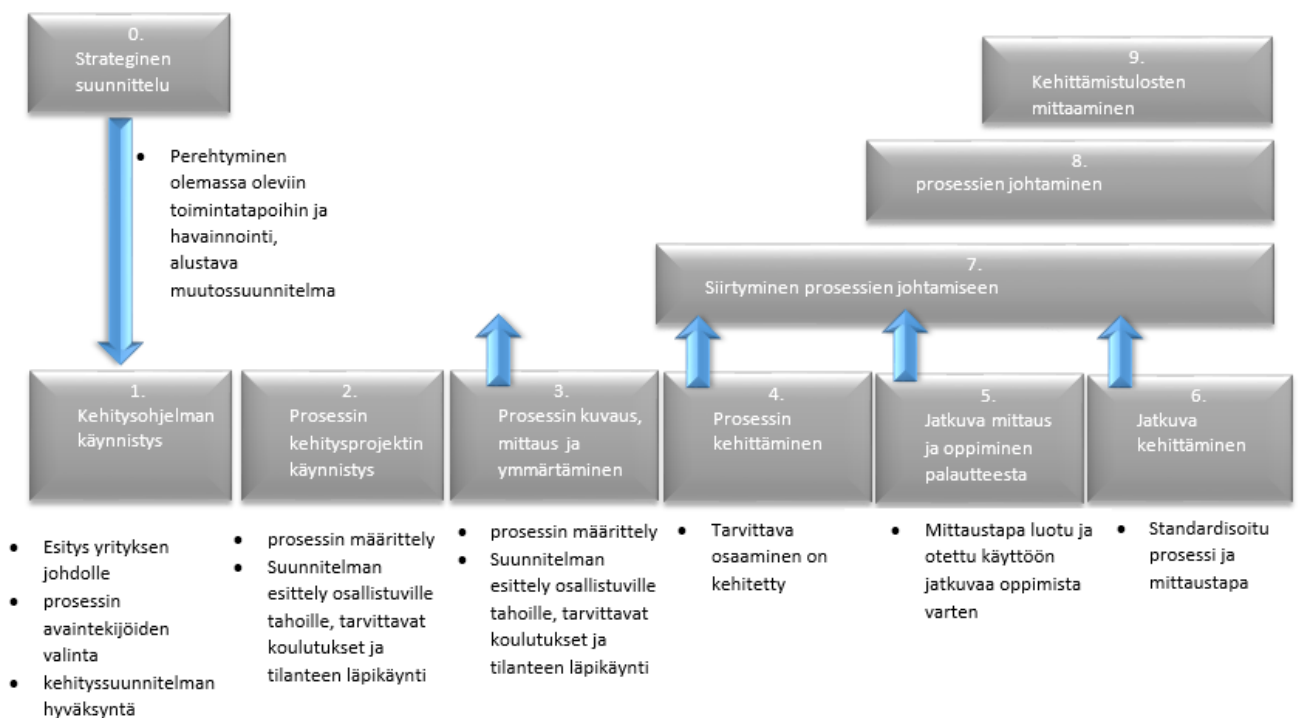 0.
Strateginen
suunnittelu
• Perehtyminen
olemassa oleviin
toimintatapoihin ja
havainnointi,
alustava
muutossuunnitelma
9.
Kehittämistulosten
mittaaminen
8.
prosessien johtaminen
7.
Siirtyminen prosessien johtamiseen
1.
Kehitysohjelman
käynnistys
2.
Prosessin
kehitysprojektin
käynnistys
3.
Prosessin kuvaus,
mittaus ja
ymmärtäminen
4.
Prosessin
kehittäminen
5.
Jatkuva mittaus
ja oppiminen
palautteesta
6.
Jatkuva
kehittäminen
• Esitys yrityksen
johdolle
• prosessin
avaintekijöiden
valinta
• kehityssuunnitelman
hyväksyntä
• prosessin määrittely
• Suunnitelman
esittely osallistuville
tahoille, tarvittavat
koulutukset ja
tilanteen läpikäynti
• prosessin määrittely
• Suunnitelman
esittely osallistuville
tahoille, tarvittavat
koulutukset ja
tilanteen läpikäynti
• Tarvittava
osaaminen on
kehitetty
• Mittaustapa luotu ja
otettu käyttöön
jatkuvaa oppimista
varten
• Standardisoitu
prosessi ja
mittaustapa